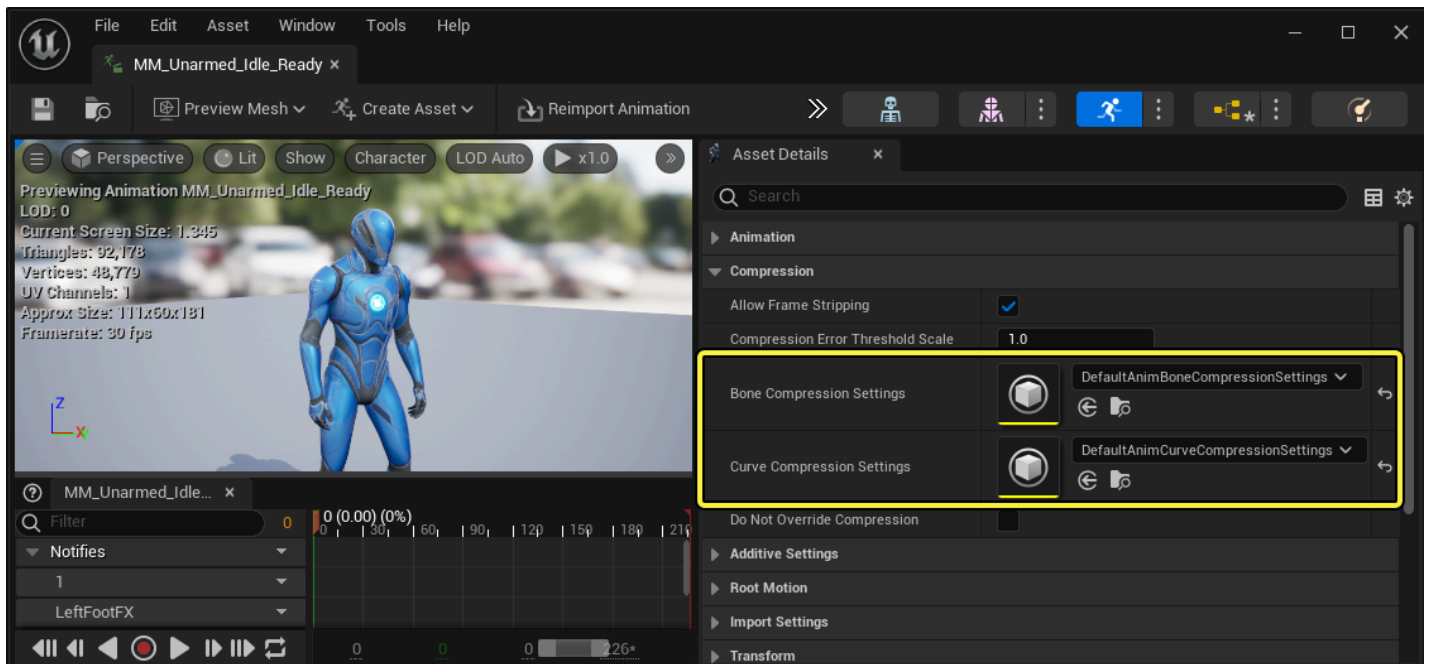 File Edit Asset Window Tools Help
MM_Unarmed_Idle_Ready
Preview Mesh Create Asset Reimport Animation
Perspective Lit Show Character LOD Auto x1.0
Previewing Animation MM_Unarmed_Idle_Ready
LOD: 0
Current Screen Size: 1.345
Triangles: 92,178
Vertices: 48,779
UV Channels: 1
Approx Size: 111x60x181
Framerate: 30 fps
Z
X
MM_Unarmed_Idle...
Filter 0
Notifies
1
LeftFootFX
0 (0.00) (0%)
0 30 60 90 120 150 180 210
0 0 0 226*
Asset Details
Search
Animation
Compression
Allow Frame Stripping
Compression Error Threshold Scale 1.0
Bone Compression Settings DefaultAnimBoneCompressionSettings
Curve Compression Settings DefaultAnimCurveCompressionSettings
Do Not Override Compression
Additive Settings
Root Motion
Import Settings
Transform